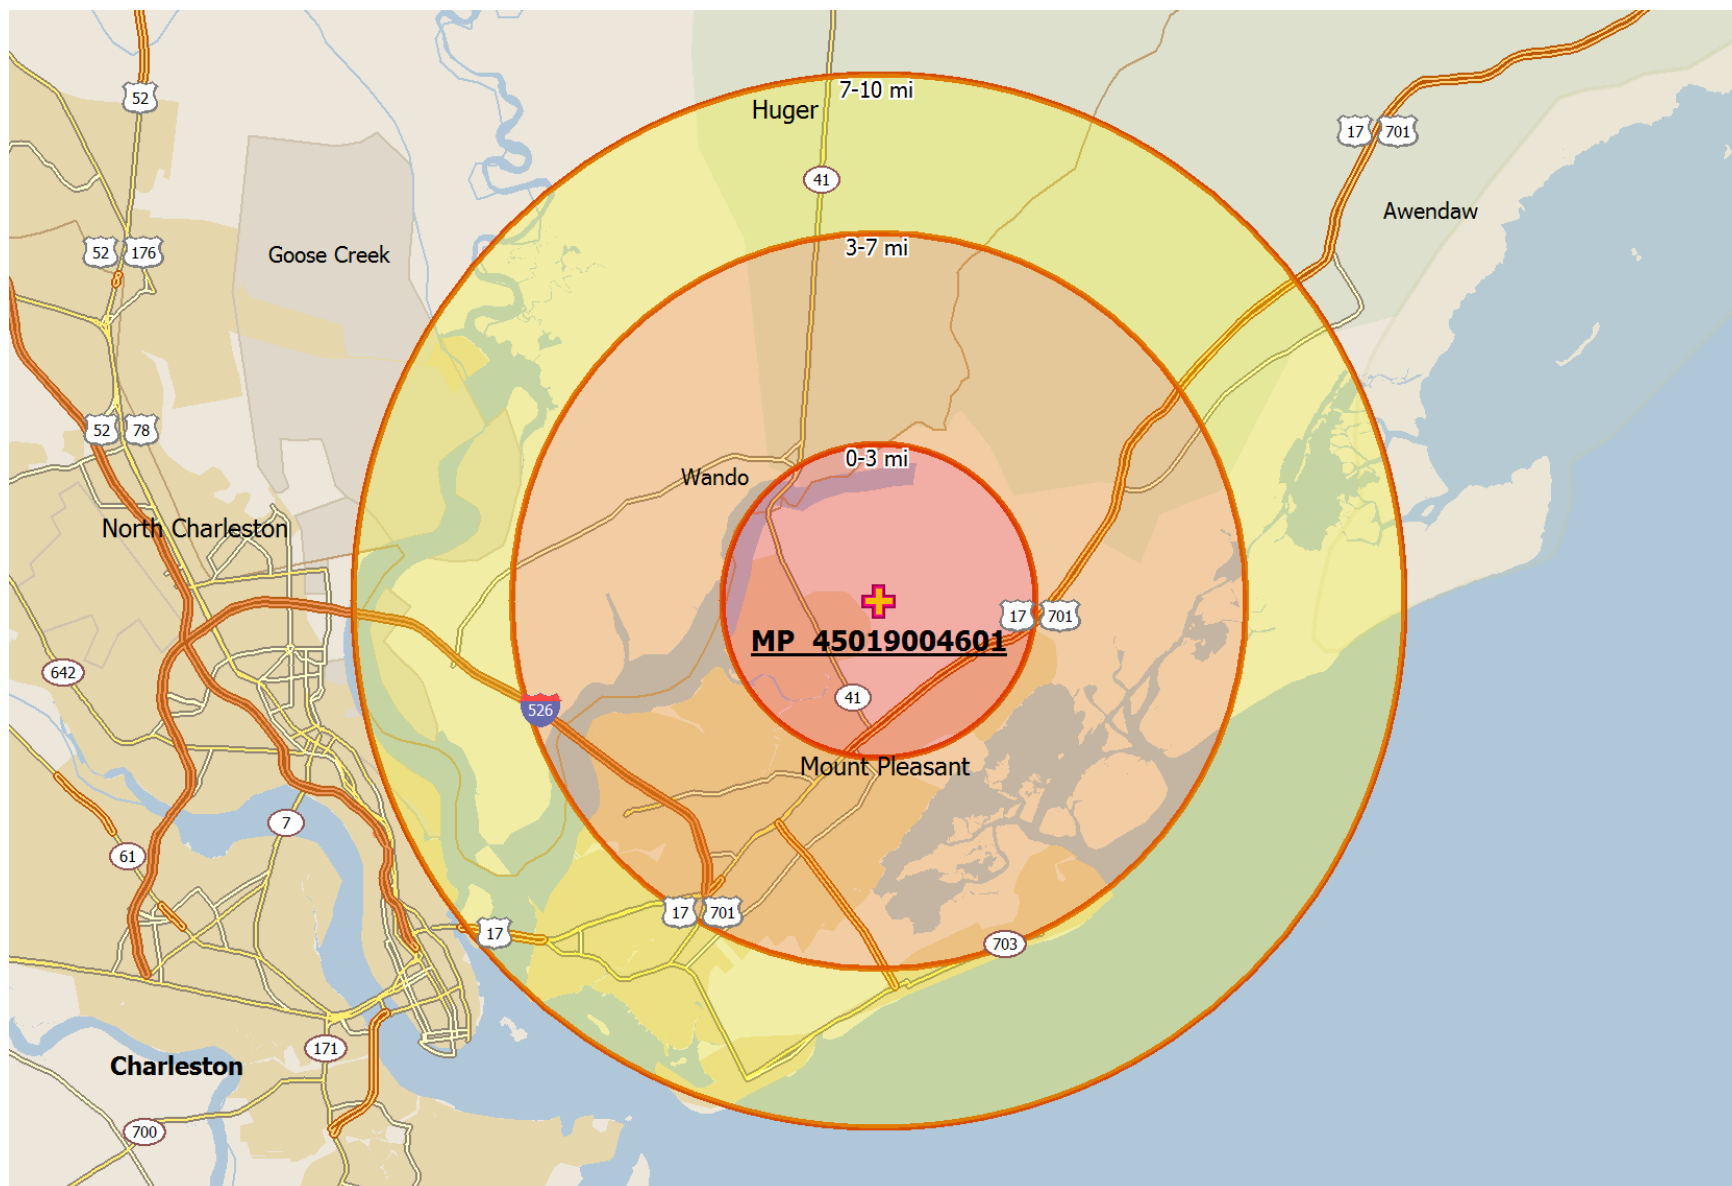 7-10 mi
52
Huger
17
701
41
Awendaw
52
176
Goose Creek
3-7 mi
52
78
0-3 mi
Wando
North Charleston
17
701
MP_45019004601
642
41
526
Mount Pleasant
7
61
17
701
17
703
171
Charleston
700